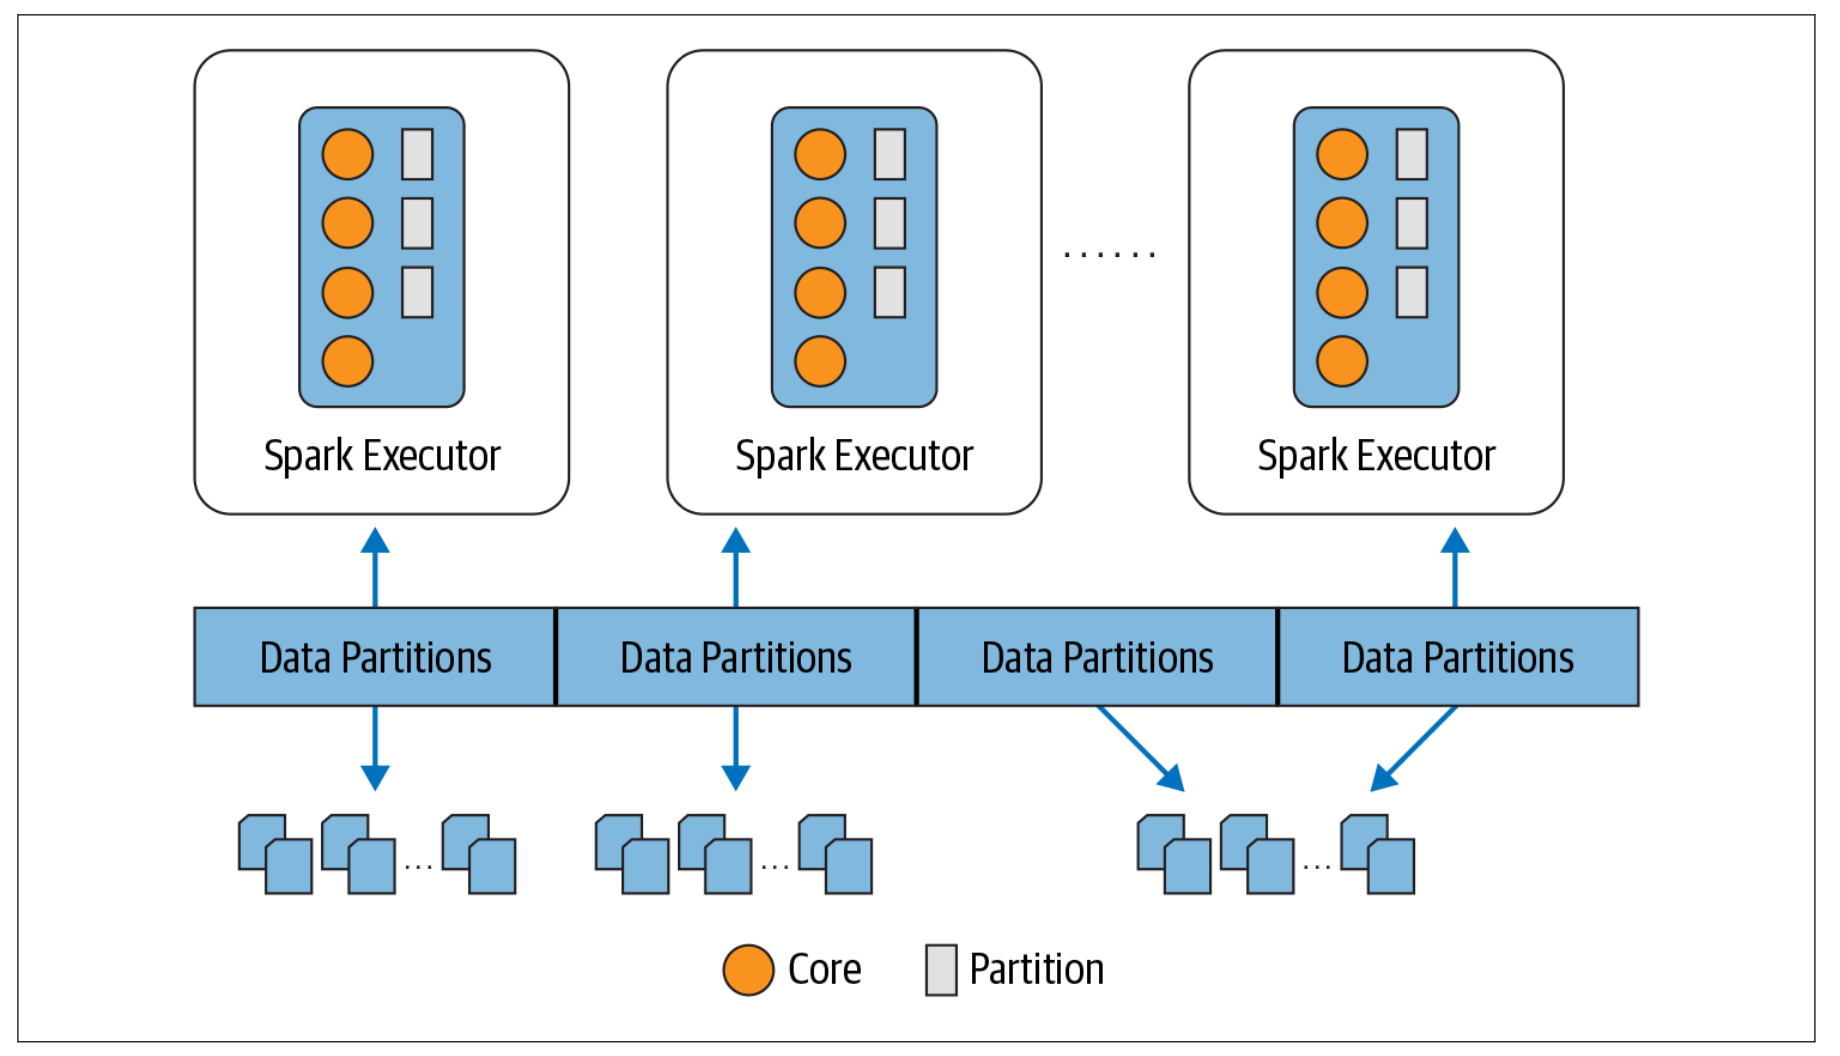 ......
Spark Executor
Spark Executor
Spark Executor
Data Partitions
Data Partitions
Data Partitions
Data Partitions
...
...
...
Core
Partition